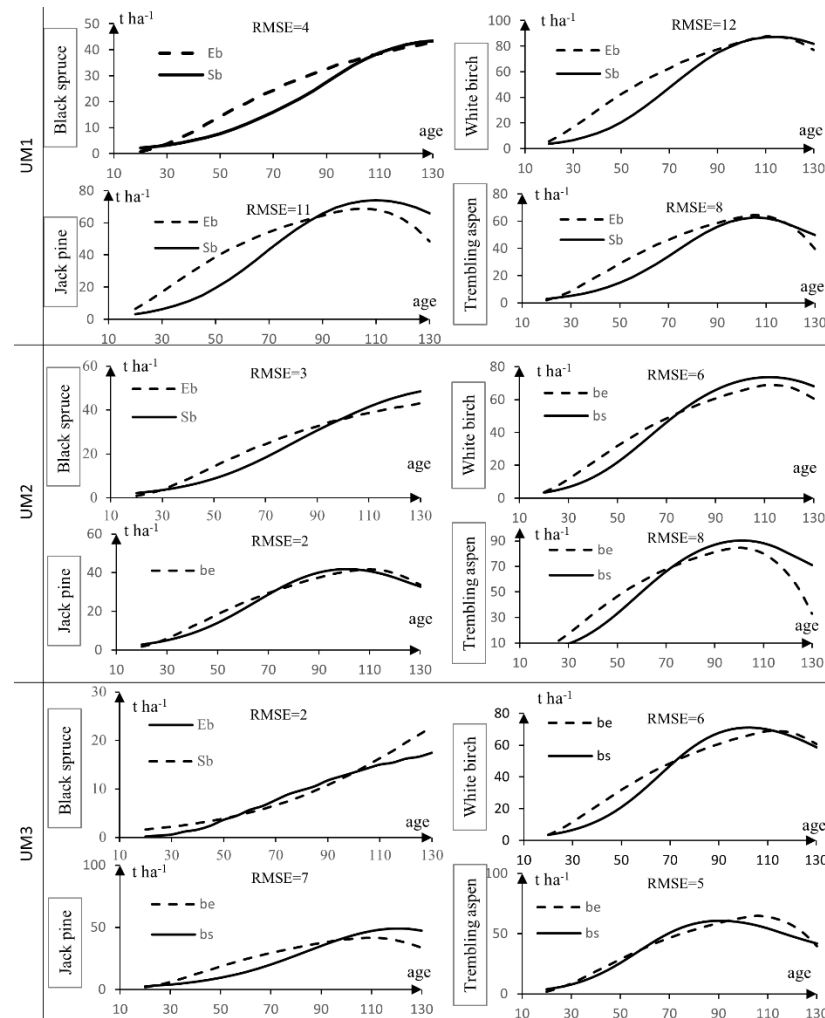 UM1
Black spruce
t ha-1
RMSE=4
Eb
Sb
age
50
40
30
20
10
0
10 30 50 70 90 110 130
White birch
t ha-1
RMSE=12
Eb
Sb
age
100
80
60
40
20
0
10 30 50 70 90 110 130
Jack pine
t ha-1
RMSE=11
Eb
Sb
age
80
60
40
20
0
10 30 50 70 90 110 130
Trembling aspen
t ha-1
RMSE=8
Eb
Sb
age
80
60
40
20
0
10 30 50 70 90 110 130
UM2
Black spruce
t ha-1
RMSE=3
Eb
Sb
age
60
40
20
0
10 30 50 70 90 110 130
White birch
t ha-1
RMSE=6
be
bs
age
80
60
40
20
0
10 30 50 70 90 110 130
Jack pine
t ha-1
RMSE=2
be
age
60
40
20
0
10 30 50 70 90 110 130
Trembling aspen
t ha-1
RMSE=8
be
bs
age
90
70
50
30
10
10 30 50 70 90 110 130
UM3
Black spruce
t ha-1
RMSE=2
Eb
Sb
age
30
20
10
0
10 30 50 70 90 110 130
White birch
t ha-1
RMSE=6
be
bs
age
80
60
40
20
0
10 30 50 70 90 110 130
Jack pine
t ha-1
RMSE=7
be
bs
age
100
50
0
10 30 50 70 90 110 130
Trembling aspen
t ha-1
RMSE=5
be
bs
age
100
50
0
10 30 50 70 90 110 130